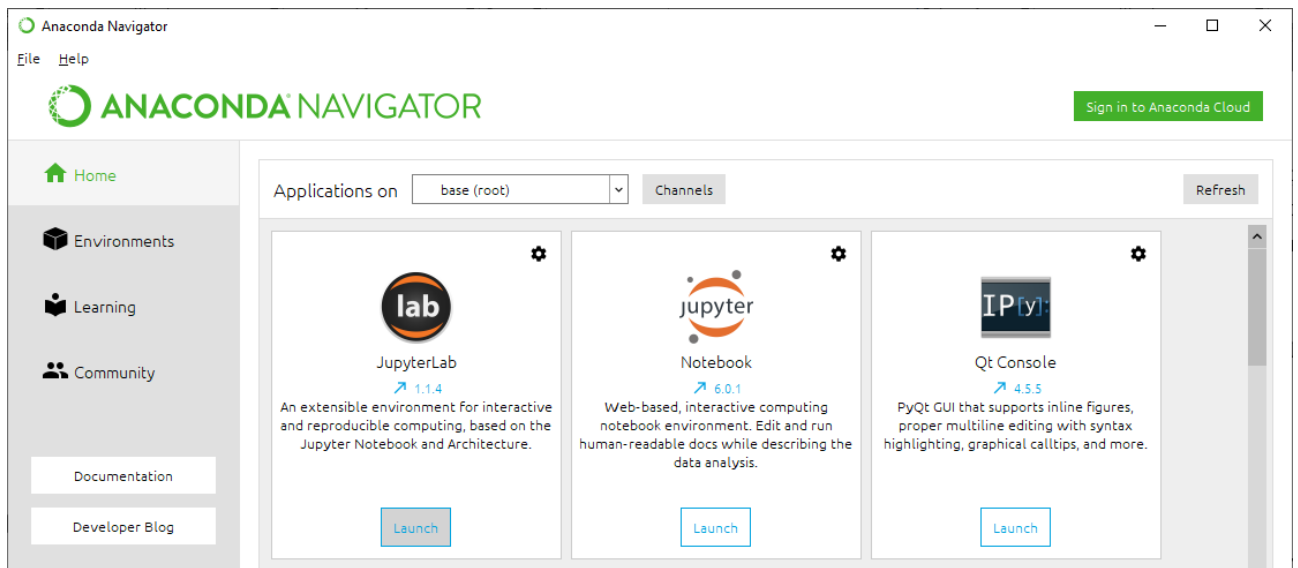 Anaconda Navigator
File Help
ANACONDA NAVIGATOR
Sign in to Anaconda Cloud
Home
Environments
Learning
Community
Documentation
Developer Blog
Applications on base (root) Channels Refresh
lab
JupyterLab
1.1.4
An extensible environment for interactive
and reproducible computing, based on the
Jupyter Notebook and Architecture.
Launch
jupyter
Notebook
6.0.1
Web-based, interactive computing
notebook environment. Edit and run
human-readable docs while describing the
data analysis.
Launch
IP[y]:
Qt Console
4.5.5
PyQt GUI that supports inline figures,
proper multiline editing with syntax
highlighting, graphical calltips, and more.
Launch